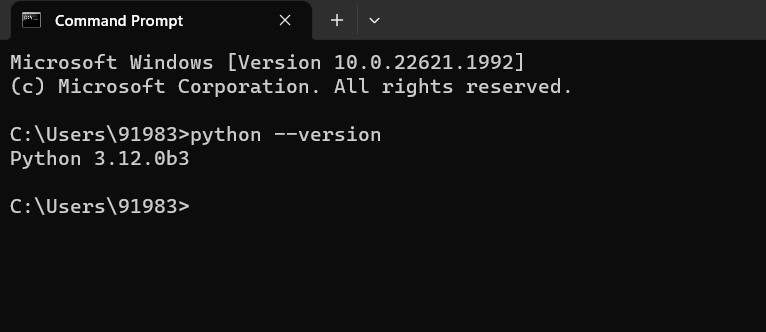 Command Prompt
Microsoft Windows [Version 10.0.22621.1992]
(c) Microsoft Corporation. All rights reserved.
C:\Users\91983>python --version
Python 3.12.0b3
C:\Users\91983>